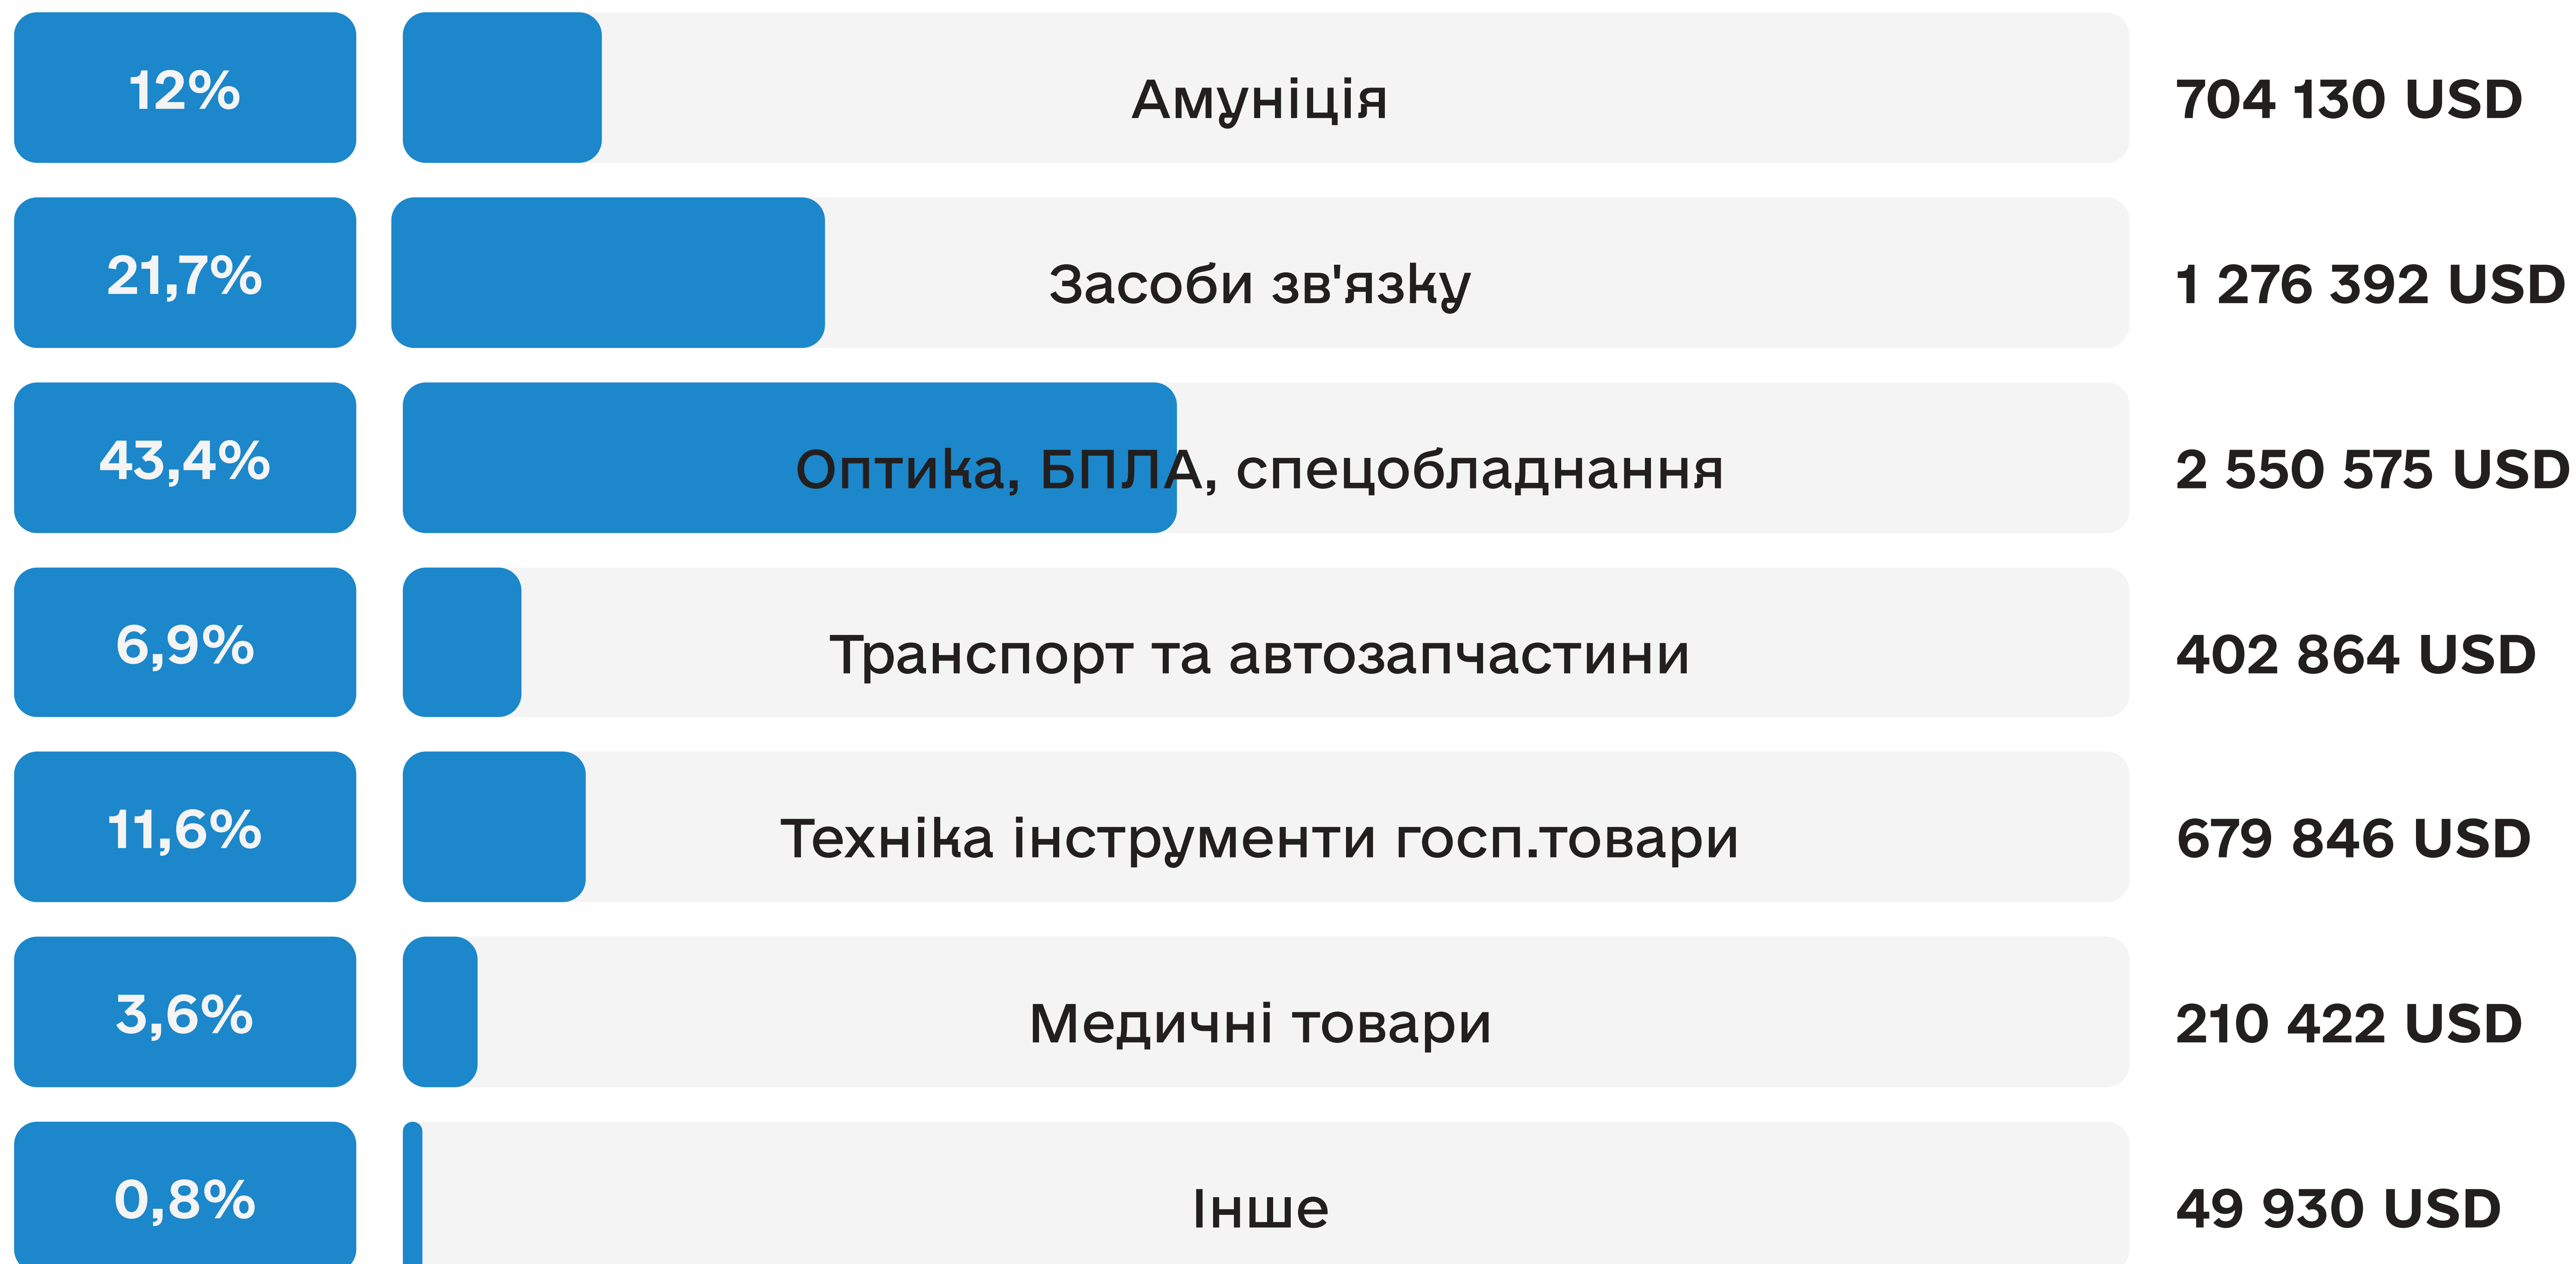 12% Амуніція 704 130 USD
21,7% Засоби зв'язку 1 276 392 USD
43,4% Оптика, БПЛА, спецобладнання 2 550 575 USD
6,9% Транспорт та автозапчастини 402 864 USD
11,6% Техніка інструменти госп.товари 679 846 USD
3,6% Медичні товари 210 422 USD
0,8% Інше 49 930 USD